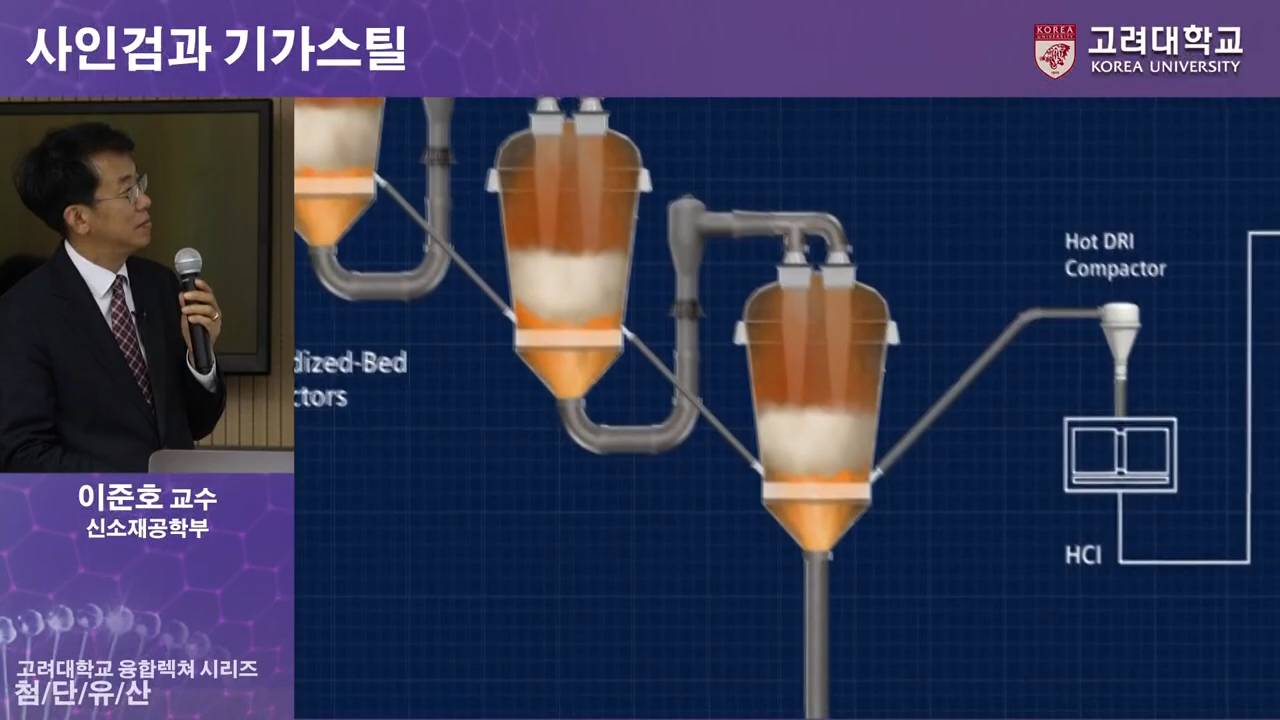 사인검과 기가스틸
KOREA
UNIVERSITY
고려대학교
KOREA UNIVERSITY
Hot DRI
Compactor
dized-Bed
ctors
HCI
이준호 교수
신소재공학부
고려대학교 융합렉쳐 시리즈
첨/단/유/산